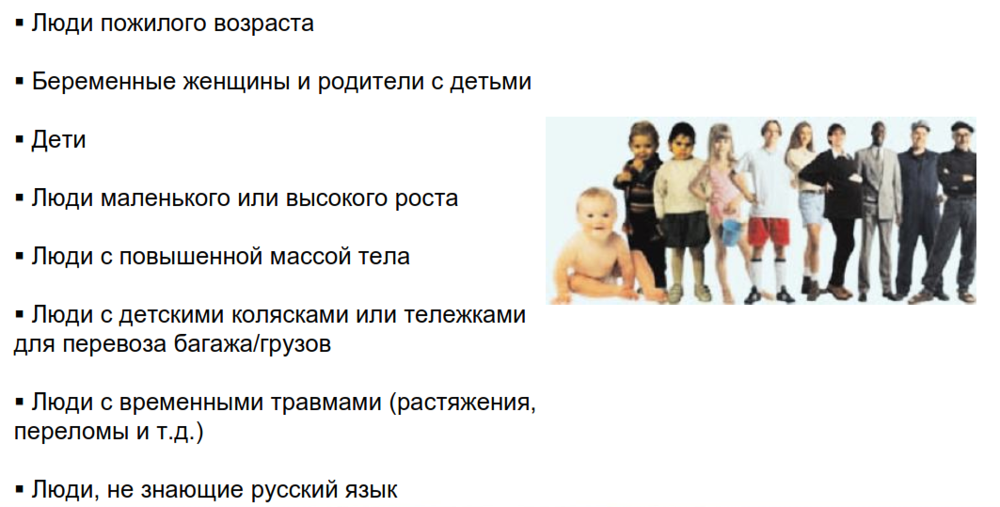 ▪ Люди пожилого возраста
▪ Беременные женщины и родители с детьми
▪ Дети
▪ Люди маленького или высокого роста
▪ Люди с повышенной массой тела
▪ Люди с детскими колясками или тележками
для перевоза багажа/грузов
▪ Люди с временными травмами (растяжения,
переломы и т.д.)
▪ Люди, не знающие русский язык